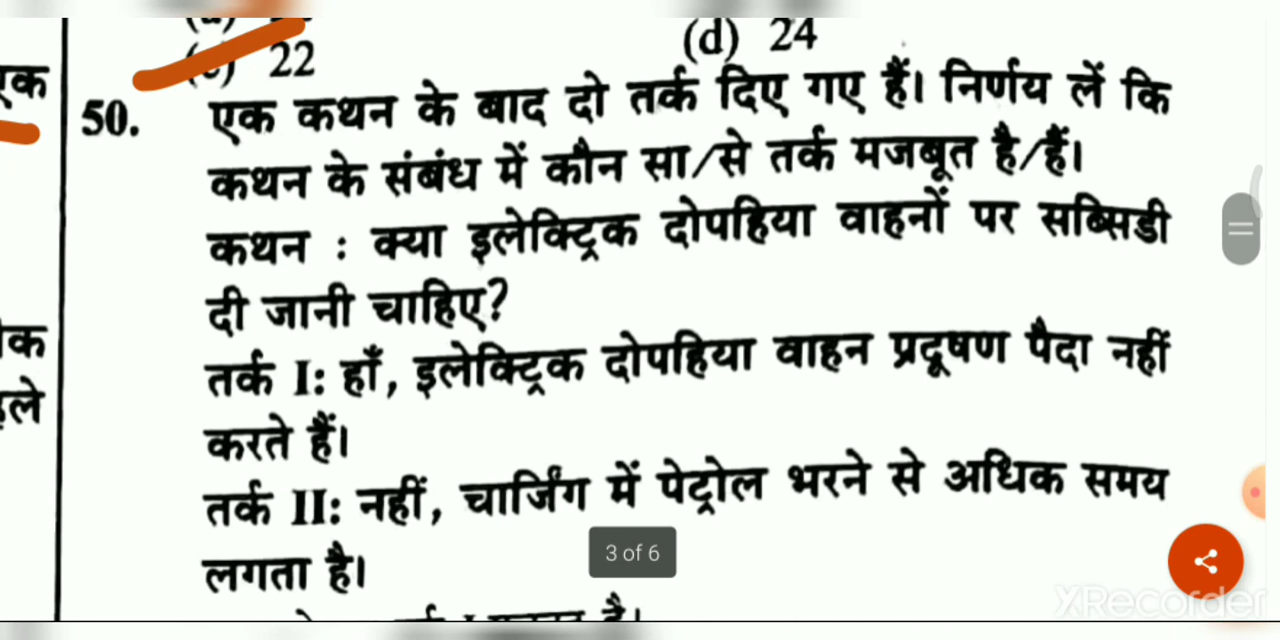 (c) 22
(d) 24
एक
50. एक कथन के बाद दो तर्क दिए गए हैं। निर्णय लें कि
कथन के संबंध में कौन सा/से तर्क मजबूत है/हैं।
कथन : क्या इलेक्ट्रिक दोपहिया वाहनों पर सब्सिडी
दी जानी चाहिए?
तर्क I: हाँ, इलेक्ट्रिक दोपहिया वाहन प्रदूषण पैदा नहीं
करते हैं।
तर्क II: नहीं, चार्जिंग में पेट्रोल भरने से अधिक समय
लगता है।
3 of 6
XRecorder